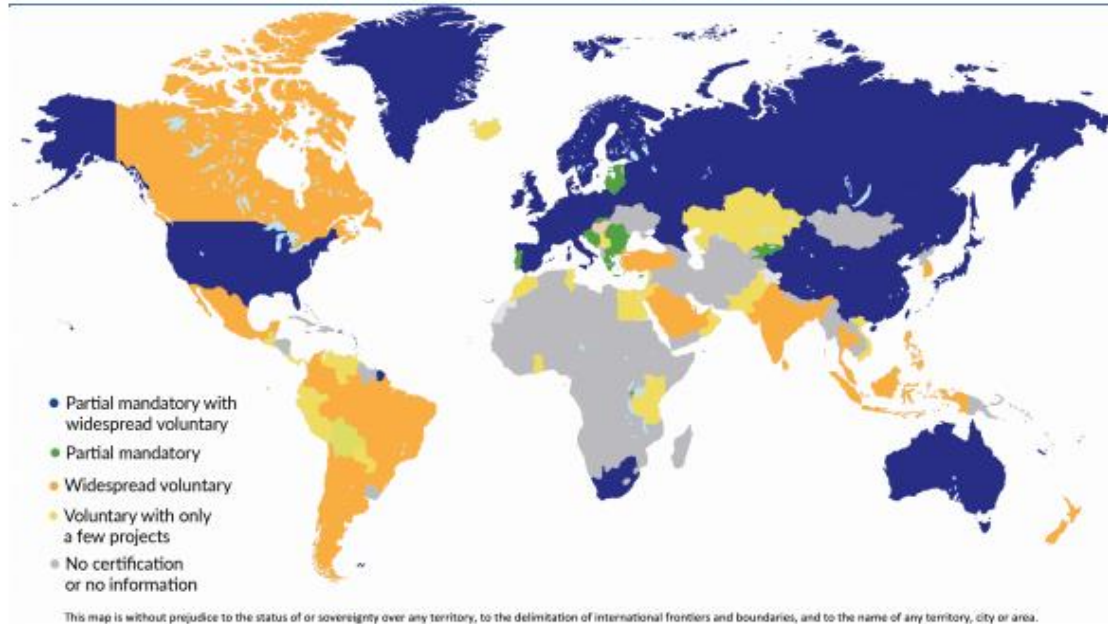 Partial mandatory with
widespread voluntary
Partial mandatory
Widespread voluntary
Voluntary with only
a few projects
No certification
or no information
This map is without prejudice to the status of or sovereignty over any territory, to the delimitation of international frontiers and boundaries, and to the name of any territory, city or area.